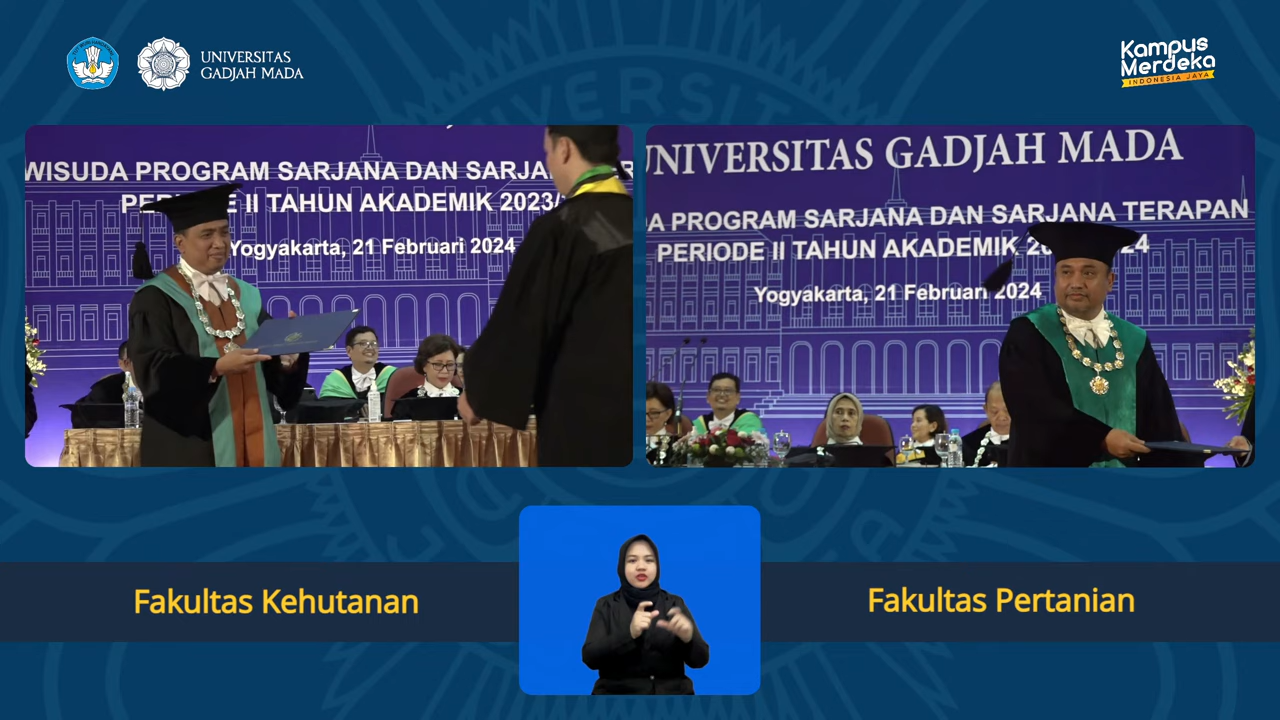 UNIVERSITAS
GADJAH MADA
Kampus
Merdeka
INDONESIA JAYA
WISUDA PROGRAM SARJANA DAN
PERIODE II TAHUN AKADEMIK
Yogyakarta, 21 Februari 2024
UNIVERSITAS GADJAH MADA
PROGRAM SARJANA DAN SARJANA TERAPAN
PERIODE II TAHUN AKADEMIK
Yogyakarta, 21 Februari 2024
Fakultas Kehutanan
Fakultas Pertanian